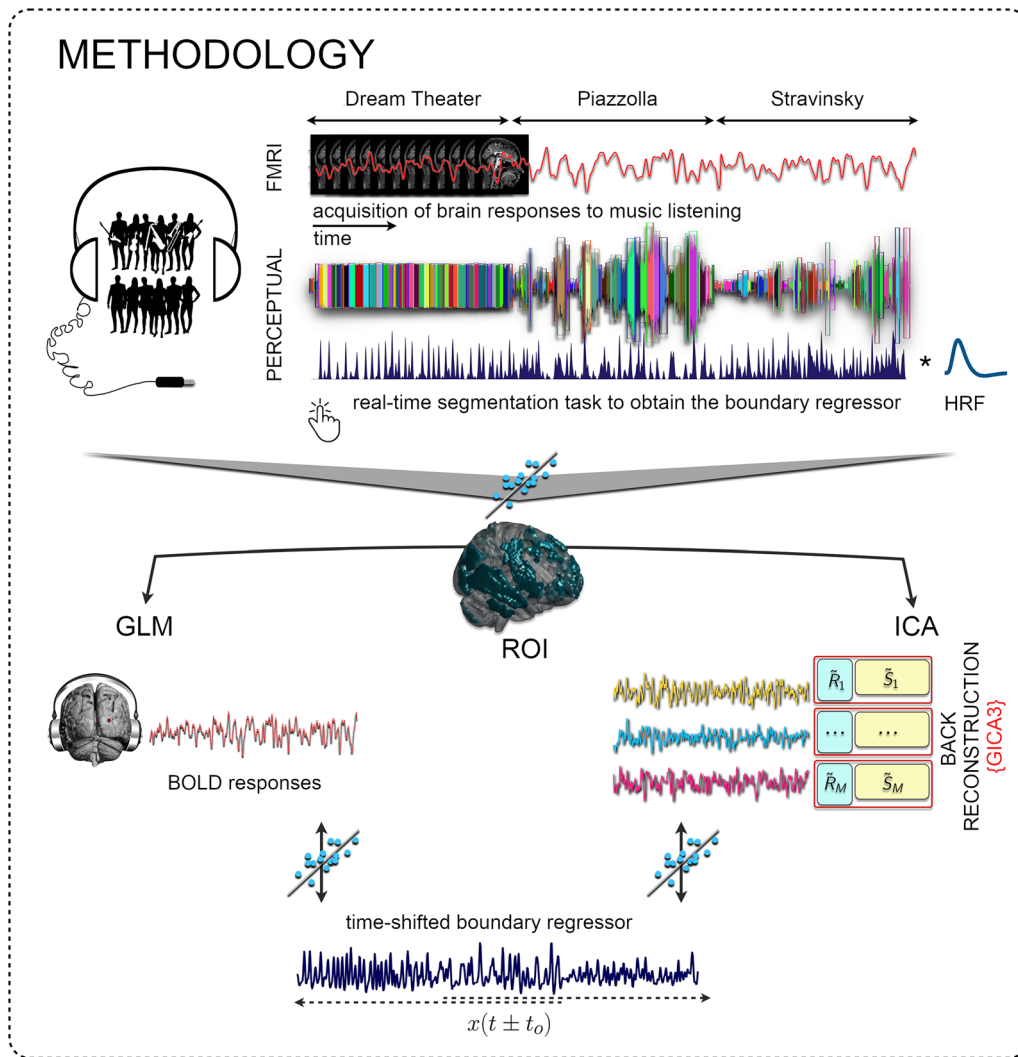 METHODOLOGY
Dream Theater
Piazzolla
Stravinsky
FMRI
acquisition of brain responses to music listening
time
PERCEPTUAL
*
HRF
real-time segmentation task to obtain the boundary regressor
GLM
ROI
ICA
R̃₁
S̃₁
...
...
R̃_M
S̃_M
BACK
RECONSTRUCTION
{GICA3}
BOLD responses
time-shifted boundary regressor
x(t ± tₒ)